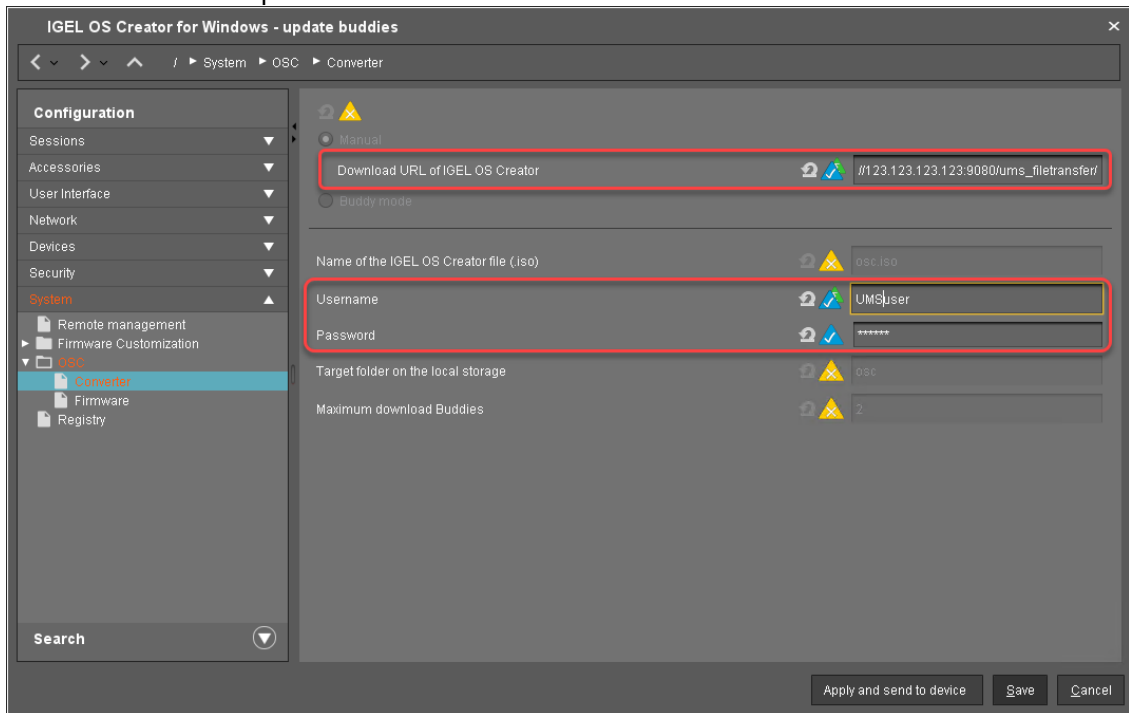 IGEL OS Creator for Windows - update buddies
/ System OSC Converter
Configuration
Sessions
Accessories
User Interface
Network
Devices
Security
System
Remote management
Firmware Customization
OSC
Converter
Firmware
Registry
Search
Manual
Download URL of IGEL OS Creator //123.123.123.123:9080/ums_filetransfer/
Buddy mode
Name of the IGEL OS Creator file (.iso) osc.iso
Username UMSuser
Password ******
Target folder on the local storage osc
Maximum download Buddies 2
Apply and send to device Save Cancel